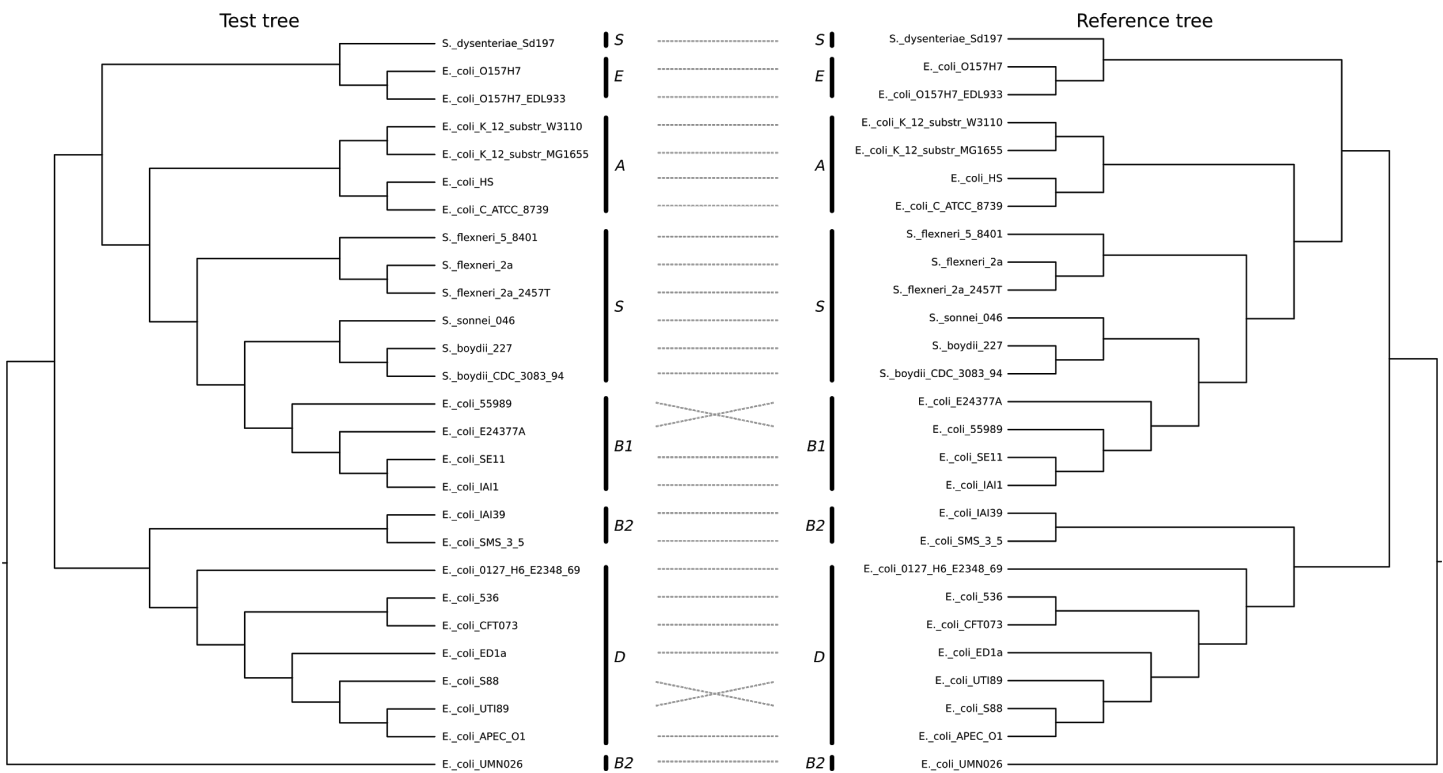 Test tree
Reference tree
S._dysenteriae_Sd197
E._coli_O157H7
E._coli_O157H7_EDL933
E._coli_K_12_substr_W3110
E._coli_K_12_substr_MG1655
E._coli_HS
E._coli_C_ATCC_8739
S._flexneri_5_8401
S._flexneri_2a
S._flexneri_2a_2457T
S._sonnei_046
S._boydii_227
S._boydii_CDC_3083_94
E._coli_55989
E._coli_E24377A
E._coli_SE11
E._coli_IAI1
E._coli_IAI39
E._coli_SMS_3_5
E._coli_0127_H6_E2348_69
E._coli_536
E._coli_CFT073
E._coli_ED1a
E._coli_S88
E._coli_UTI89
E._coli_APEC_O1
E._coli_UMN026
S
E
A
S
B1
B2
D
B2
S
E
A
S
B1
B2
D
B2
S._dysenteriae_Sd197
E._coli_O157H7
E._coli_O157H7_EDL933
E._coli_K_12_substr_W3110
E._coli_K_12_substr_MG1655
E._coli_HS
E._coli_C_ATCC_8739
S._flexneri_5_8401
S._flexneri_2a
S._flexneri_2a_2457T
S._sonnei_046
S._boydii_227
S._boydii_CDC_3083_94
E._coli_E24377A
E._coli_55989
E._coli_SE11
E._coli_IAI1
E._coli_IAI39
E._coli_SMS_3_5
E._coli_0127_H6_E2348_69
E._coli_536
E._coli_CFT073
E._coli_ED1a
E._coli_UTI89
E._coli_S88
E._coli_APEC_O1
E._coli_UMN026